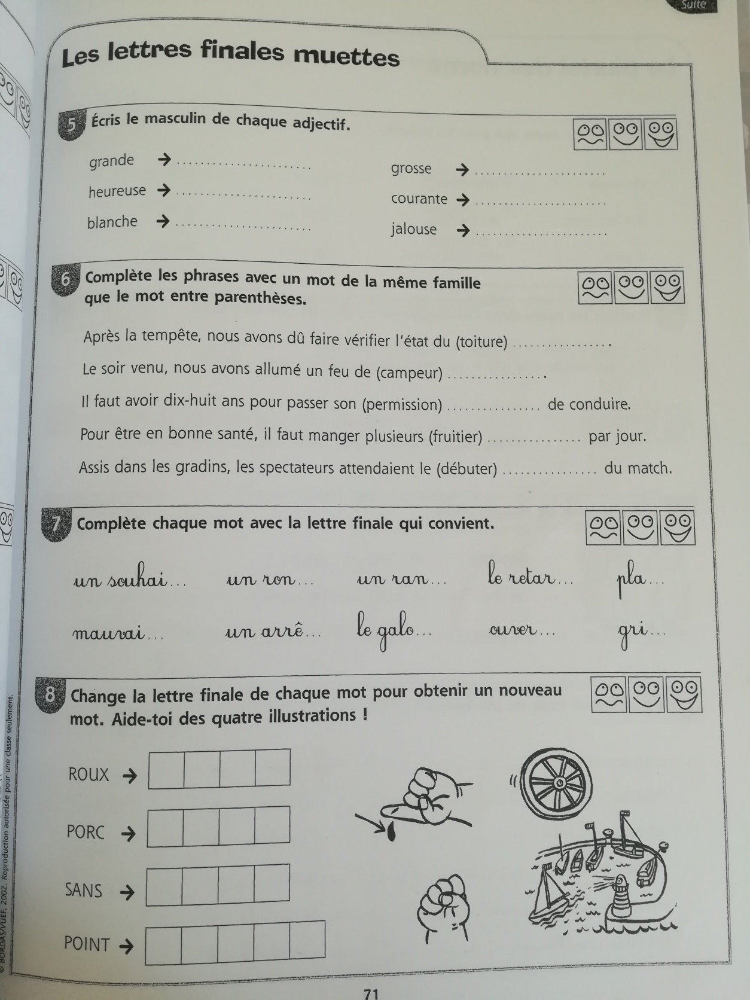 Suite
Les lettres finales muettes
5 Écris le masculin de chaque adjectif.
grande → ......................
grosse → ......................
heureuse → ......................
courante → ......................
blanche → ......................
jalouse → ......................
6 Complète les phrases avec un mot de la même famille
que le mot entre parenthèses.
Après la tempête, nous avons dû faire vérifier l'état du (toiture) ................ .
Le soir venu, nous avons allumé un feu de (campeur) ................ .
Il faut avoir dix-huit ans pour passer son (permission) ................ de conduire.
Pour être en bonne santé, il faut manger plusieurs (fruitier) ................ par jour.
Assis dans les gradins, les spectateurs attendaient le (débuter) ................ du match.
7 Complète chaque mot avec la lettre finale qui convient.
un souhai... un ron... un ran... le retar... pla...
mauvai... un arrê... le galo... ouver... gri...
8 Change la lettre finale de chaque mot pour obtenir un nouveau
mot. Aide-toi des quatre illustrations !
ROUX →
PORC →
SANS →
POINT →
© BORDAS/VUEF, 2002. Reproduction autorisée pour une classe seulement.
71